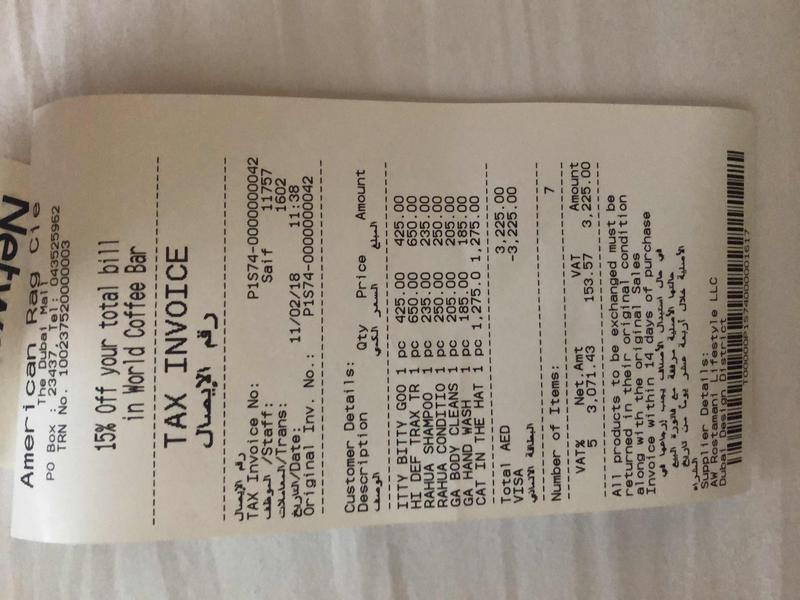 American Rag Cie
The Dubai Mall
PO Box : 23437 Tel: 043525962
TRN No. 100237520000003
15% Off your total bill
in World Coffee Bar
TAX INVOICE
رقم الإيصال
رقم الإيصال
TAX Invoice No: P1S74-0000000042
الموظف /Staff: Saif 11757
المعاملات/Trans: 1602
التاريخ/Date: 11/02/18 11:38
Original Inv. No.: P1S74-0000000042
Customer Details:
Description Qty Price Amount
الوصف الكمي السعر المبلغ
ITTY BITTY GOO 1 pc 425.00 425.00
HI DEF TRAX TR 1 pc 650.00 650.00
RAHUA SHAMPOO 1 pc 235.00 235.00
RAHUA CONDITIO 1 pc 250.00 250.00
GA BODY CLEANS 1 pc 205.00 205.00
GA HAND WASH 1 pc 185.00 185.00
CAT IN THE HAT 1 pc 1,275.0 1,275.00
Total AED 3,225.00
VISA -3,225.00
Number of Items: 7
VAT% Net.Amt VAT Amount
5 3,071.43 153.57 3,225.00
All products to be exchanged must be
returned in their original condition
along with the original Sales
Invoice within 14 days of purchase
Supplier Details:
AW Rostamani Lifestyle LLC
Dubai Design District